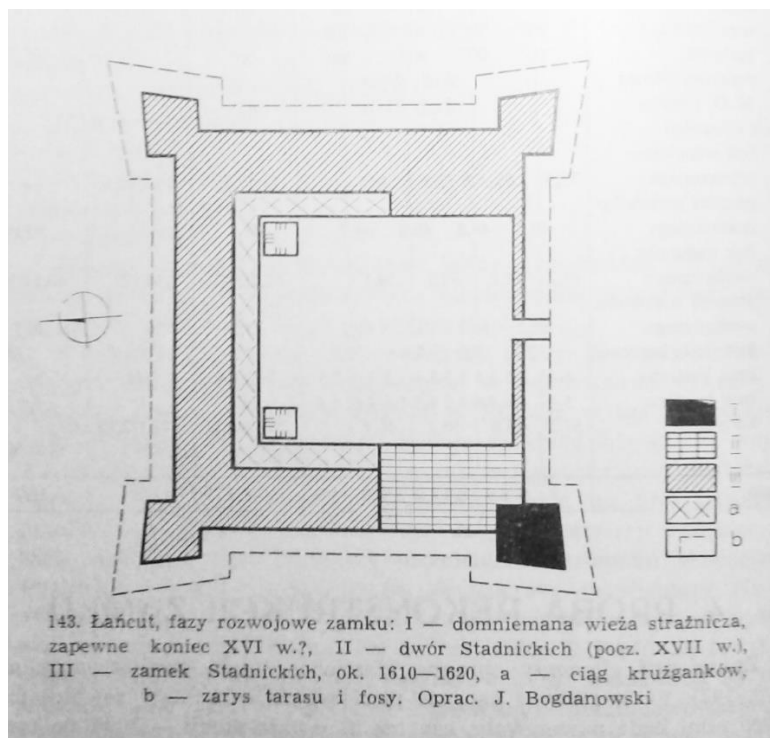 I
II
III
a
b
143. Łańcut, fazy rozwojowe zamku: I — domniemana wieża strażnicza,
zapewne koniec XVI w.?, II — dwór Stadnickich (pocz. XVII w.),
III — zamek Stadnickich, ok. 1610—1620, a — ciąg krużganków,
b — zarys tarasu i fosy. Oprac. J. Bogdanowski